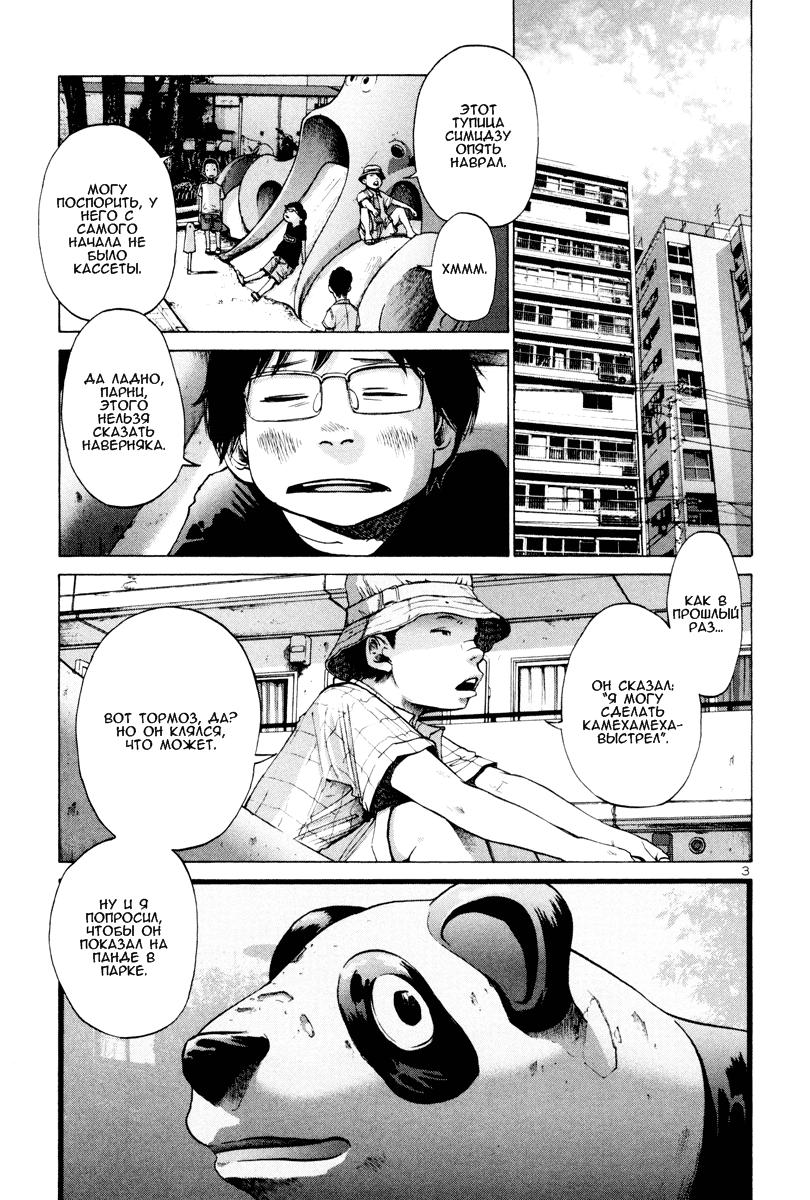 ЭТОТ
ТУПИЦА
СИМИДЗУ
ОПЯТЬ
НАВРАЛ.
МОГУ
ПОСПОРИТЬ, У
НЕГО С
САМОГО
НАЧАЛА НЕ
БЫЛО
КАССЕТЫ.
ХМММ.
ДА ЛАДНО,
ПАРНИ,
ЭТОГО
НЕЛЬЗЯ
СКАЗАТЬ
НАВЕРНЯКА.
КАК В
ПРОШЛЫЙ
РАЗ...
ОН СКАЗАЛ:
"Я МОГУ
СДЕЛАТЬ
КАМЕХАМЕХА-
ВЫСТРЕЛ".
ВОТ ТОРМОЗ, ДА?
НО ОН КЛЯЛСЯ,
ЧТО МОЖЕТ.
3
НУ И Я
ПОПРОСИЛ,
ЧТОБЫ ОН
ПОКАЗАЛ НА
ПАНДЕ В
ПАРКЕ.